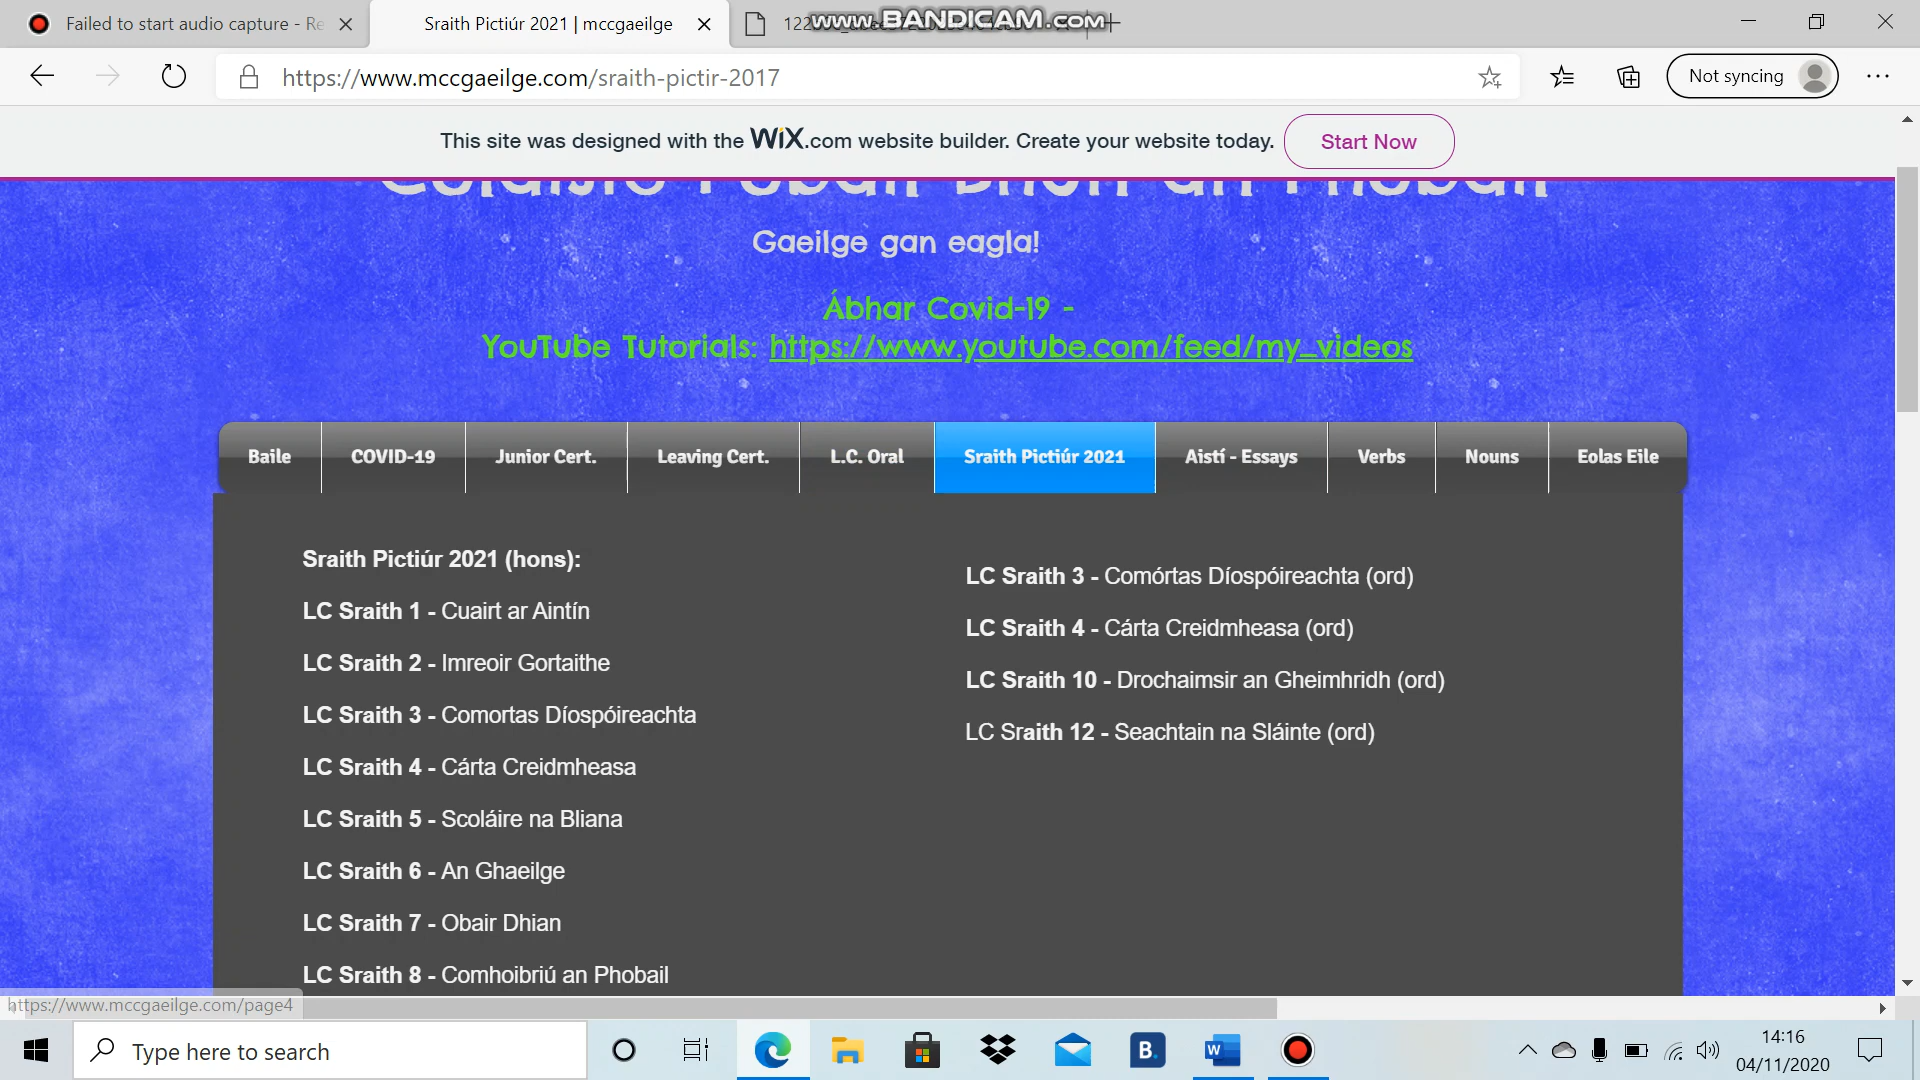 Failed to start audio capture - Re
Sraith Pictiúr 2021 | mccgaeilge
www.BANDICAM.com
https://www.mccgaeilge.com/sraith-pictir-2017
Not syncing
This site was designed with the WiX.com website builder. Create your website today.
Start Now
Gaeilge gan eagla!
Ábhar Covid-19 -
YouTube Tutorials: https://www.youtube.com/feed/my_videos
Baile
COVID-19
Junior Cert.
Leaving Cert.
L.C. Oral
Sraith Pictiúr 2021
Aistí - Essays
Verbs
Nouns
Eolas Eile
Sraith Pictiúr 2021 (hons):
LC Sraith 1 - Cuairt ar Aintín
LC Sraith 2 - Imreoir Gortaithe
LC Sraith 3 - Comortas Díospóireachta
LC Sraith 4 - Cárta Creidmheasa
LC Sraith 5 - Scoláire na Bliana
LC Sraith 6 - An Ghaeilge
LC Sraith 7 - Obair Dhian
LC Sraith 8 - Comhoibriú an Phobail
LC Sraith 3 - Comórtas Díospóireachta (ord)
LC Sraith 4 - Cárta Creidmheasa (ord)
LC Sraith 10 - Drochaimsir an Gheimhridh (ord)
LC Sraith 12 - Seachtain na Sláinte (ord)
https://www.mccgaeilge.com/page4
Type here to search
B.
W
14:16
04/11/2020